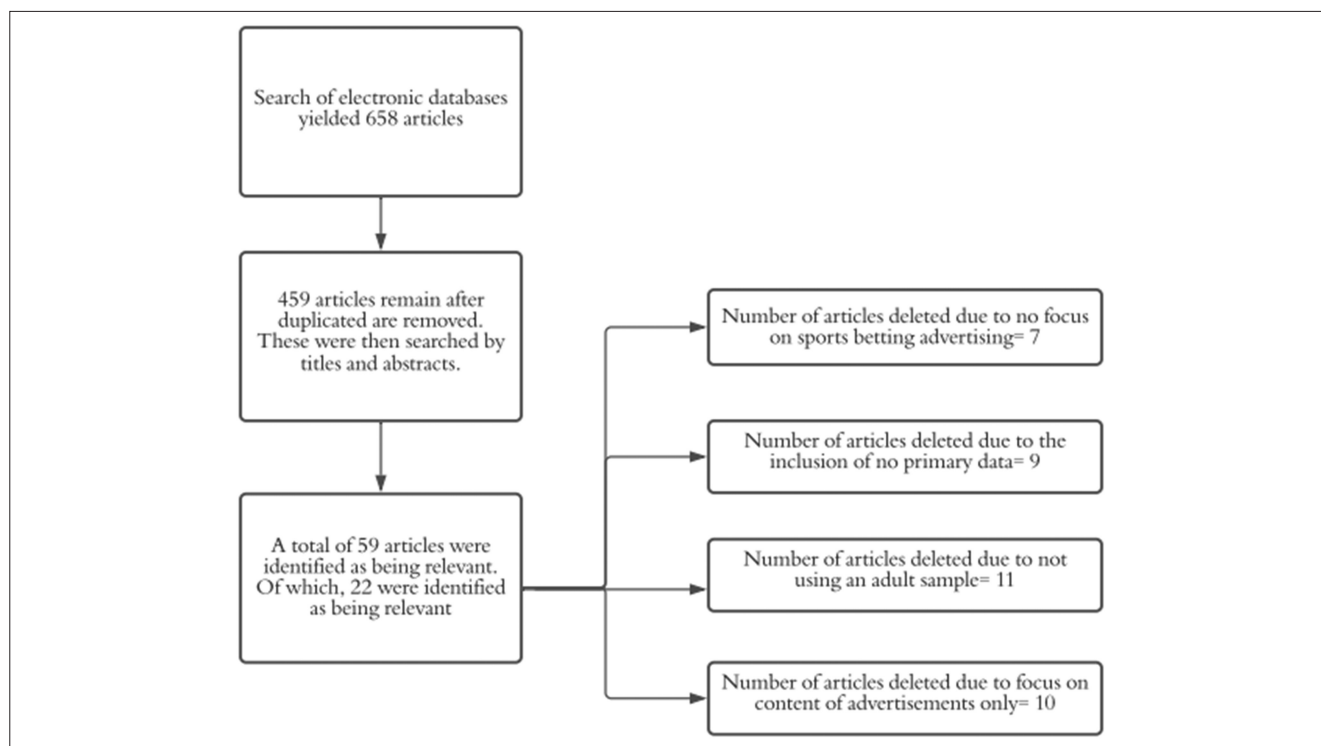 Search of electronic databases
yielded 658 articles
459 articles remain after
duplicated are removed.
These were then searched by
titles and abstracts.
A total of 59 articles were
identified as being relevant.
Of which, 22 were identified
as being relevant
Number of articles deleted due to no focus
on sports betting advertising= 7
Number of articles deleted due to the
inclusion of no primary data= 9
Number of articles deleted due to not
using an adult sample= 11
Number of articles deleted due to focus on
content of advertisements only= 10